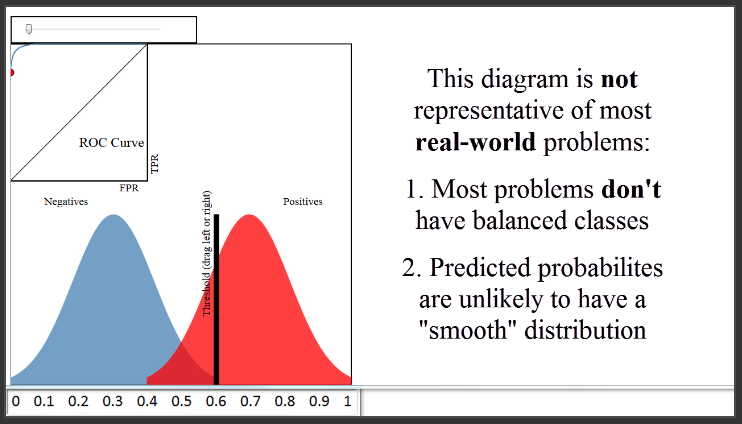 ROC Curve
TPR
FPR
Negatives
Positives
Threshold (drag left or right)
0 0.1 0.2 0.3 0.4 0.5 0.6 0.7 0.8 0.9 1
This diagram is not
representative of most
real-world problems:
1. Most problems don't
have balanced classes
2. Predicted probabilites
are unlikely to have a
"smooth" distribution